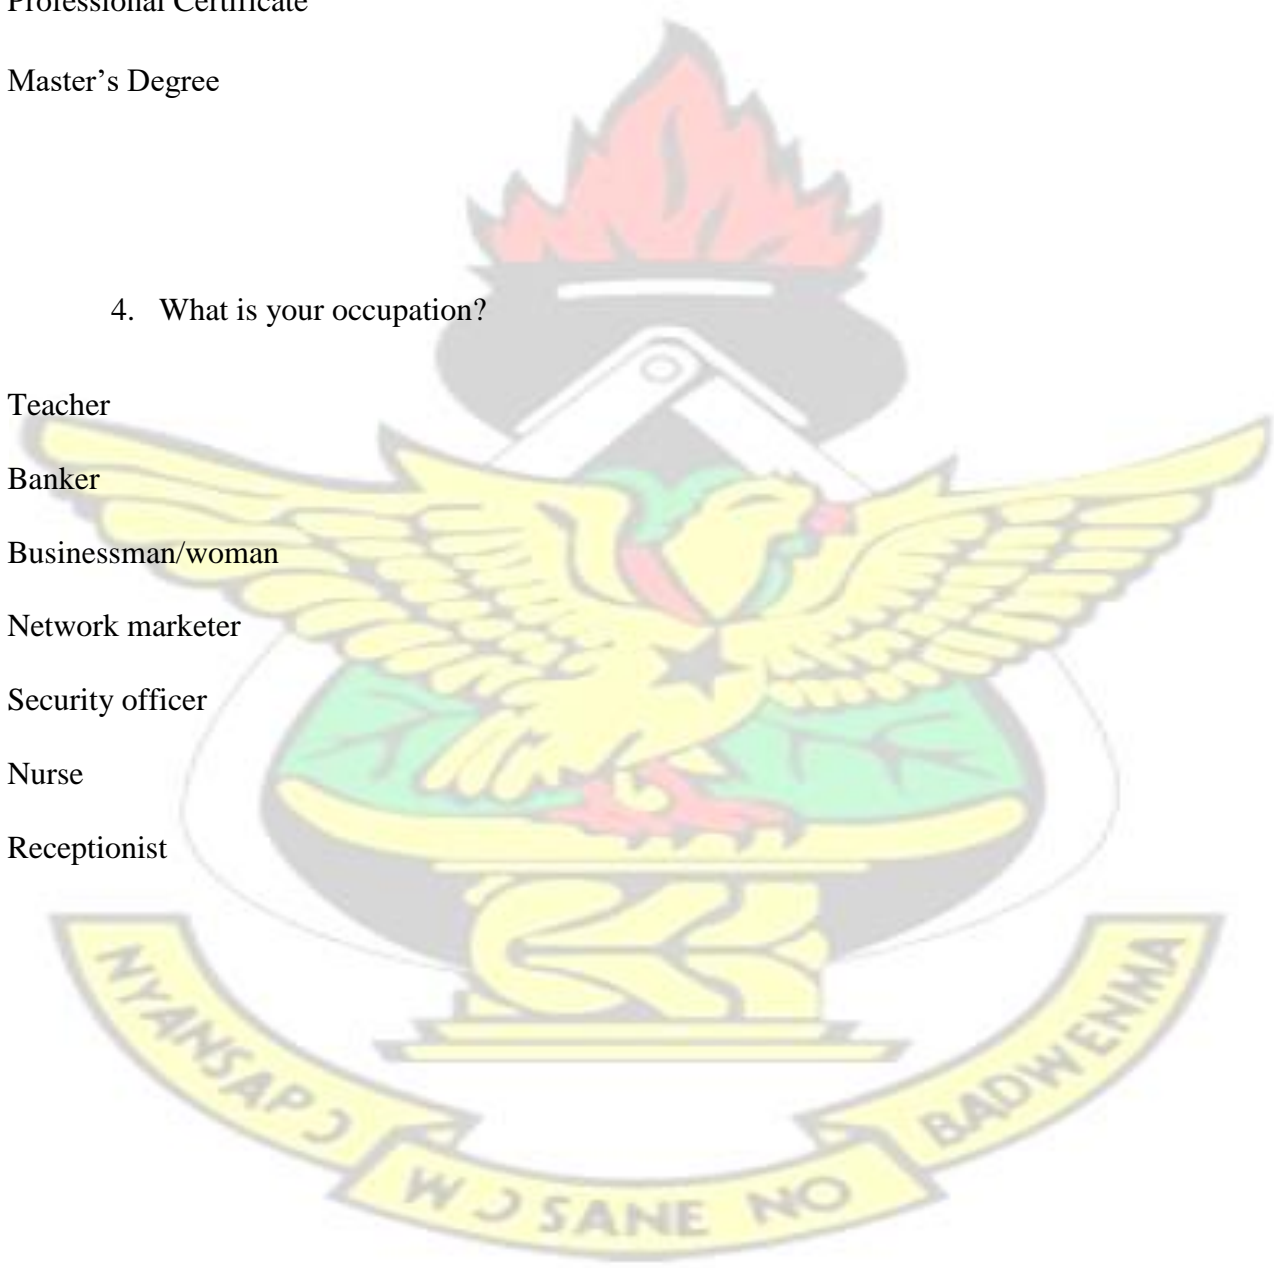 Professional Certificate
Master’s Degree
4. What is your occupation?
Teacher
Banker
Businessman/woman
Network marketer
Security officer
Nurse
Receptionist
NYANSAPƆ
WƆSANE NO
BADWENMA